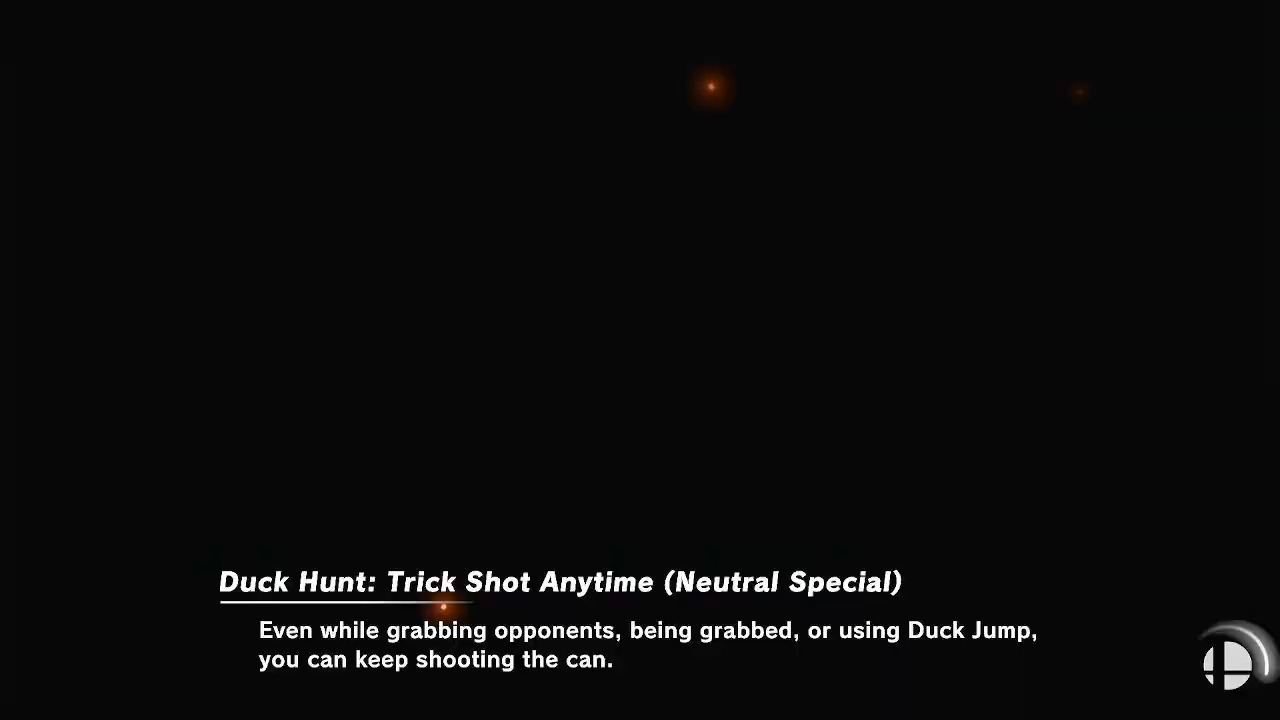 Duck Hunt: Trick Shot Anytime (Neutral Special)
Even while grabbing opponents, being grabbed, or using Duck Jump,
you can keep shooting the can.